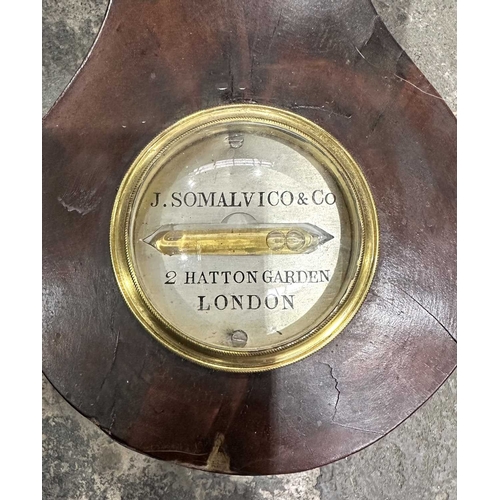 J. SOMALVICO & Co
2 HATTON GARDEN
LONDON